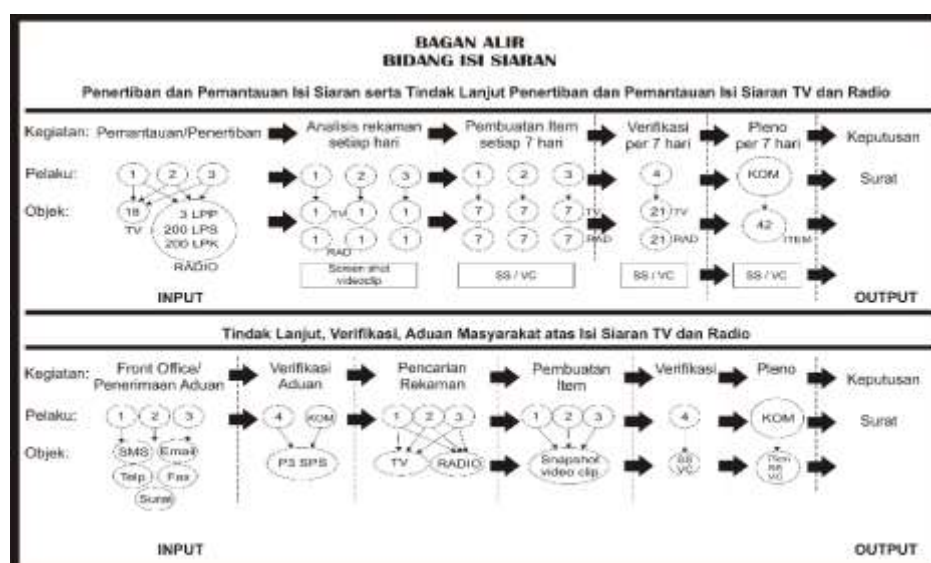 BAGAN ALIR
BIDANG ISI SIARAN
Penertiban dan Pemantauan Isi Siaran serta Tindak Lanjut Penertiban dan Pemantauan Isi Siaran TV dan Radio
Kegiatan: Pemantauan/Penertiban
Analisis rekaman
setiap hari
Pembuatan Item
setiap 7 hari
Verifikasi
per 7 hari
Pleno
per 7 hari
Keputusan
Pelaku: 1 2 3 1 2 3 1 2 3 4 KOM Surat
Objek: 18 TV
3 LPP
200 LPS
200 LPK
RADIO
1 TV 1 1 7 7 7 TV 21 TV 42 ITEM
1 RAD 1 1 7 7 7 RAD 21 RAD
Screen shot
videoclip
SS / VC SS / VC SS / VC
INPUT OUTPUT
Tindak Lanjut, Verifikasi, Aduan Masyarakat atas Isi Siaran TV dan Radio
Kegiatan: Front Office/
Penerimaan Aduan
Verifikasi
Aduan
Pencarian
Rekaman
Pembuatan
Item
Verifikasi Pleno Keputusan
Pelaku: 1 2 3 4 KOM 1 2 3 1 2 3 4 KOM Surat
Objek: SMS Email
Telp Fax
Surat
P3 SPS
TV RADIO
Snapshot
video clip
SS
VC
Item
SS
VC
INPUT OUTPUT